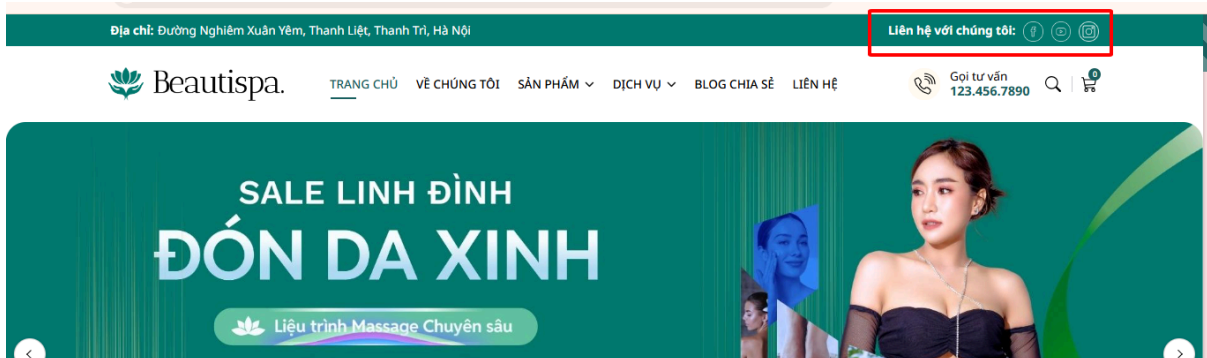 Địa chỉ: Đường Nghiêm Xuân Yêm, Thanh Liệt, Thanh Trì, Hà Nội
Liên hệ với chúng tôi:
Beautispa.
TRANG CHỦ VỀ CHÚNG TÔI SẢN PHẨM DỊCH VỤ BLOG CHIA SẺ LIÊN HỆ
Gọi tư vấn
123.456.7890
0
SALE LINH ĐÌNH
ĐÓN DA XINH
Liệu trình Massage Chuyên sâu